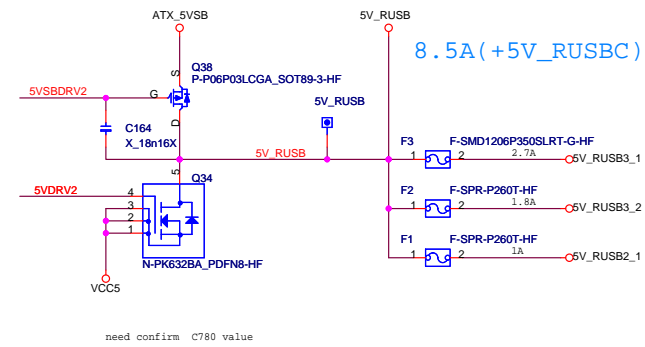 ATX_5VSB
5V_RUSB
8.5A(+5V_RUSBC)
S
Q38
P-P06P03LCGA_SOT89-3-HF
5VSBDRV2
G
5V_RUSB
D
C164
X_18n16X
F3
F-SMD1206P350SLRT-G-HF
5V_RUSB
1
2
2.7A
5V_RUSB3_1
5
Q34
5VDRV2
4
3
2
1
F2
F-SPR-P260T-HF
1
2
1.8A
5V_RUSB3_2
F1
F-SPR-P260T-HF
1
2
1A
5V_RUSB2_1
N-PK632BA_PDFN8-HF
VCC5
need confirm C780 value